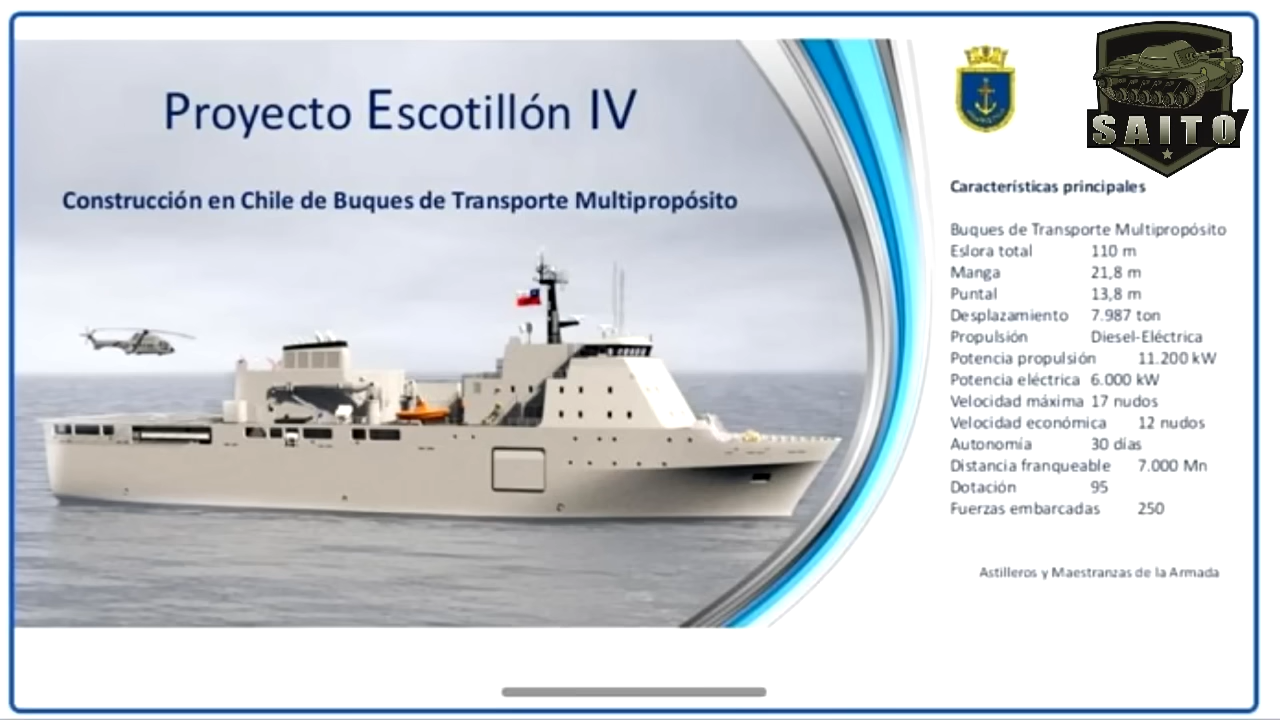 Proyecto Escotillón IV
Construcción en Chile de Buques de Transporte Multipropósito
SAITO
Características principales
Buques de Transporte Multipropósito
Eslora total 110 m
Manga 21,8 m
Puntal 13,8 m
Desplazamiento 7.987 ton
Propulsión Diesel-Eléctrica
Potencia propulsión 11.200 kW
Potencia eléctrica 6.000 kW
Velocidad máxima 17 nudos
Velocidad económica 12 nudos
Autonomía 30 días
Distancia franqueable 7.000 Mn
Dotación 95
Fuerzas embarcadas 250
Astilleros y Maestranzas de la Armada